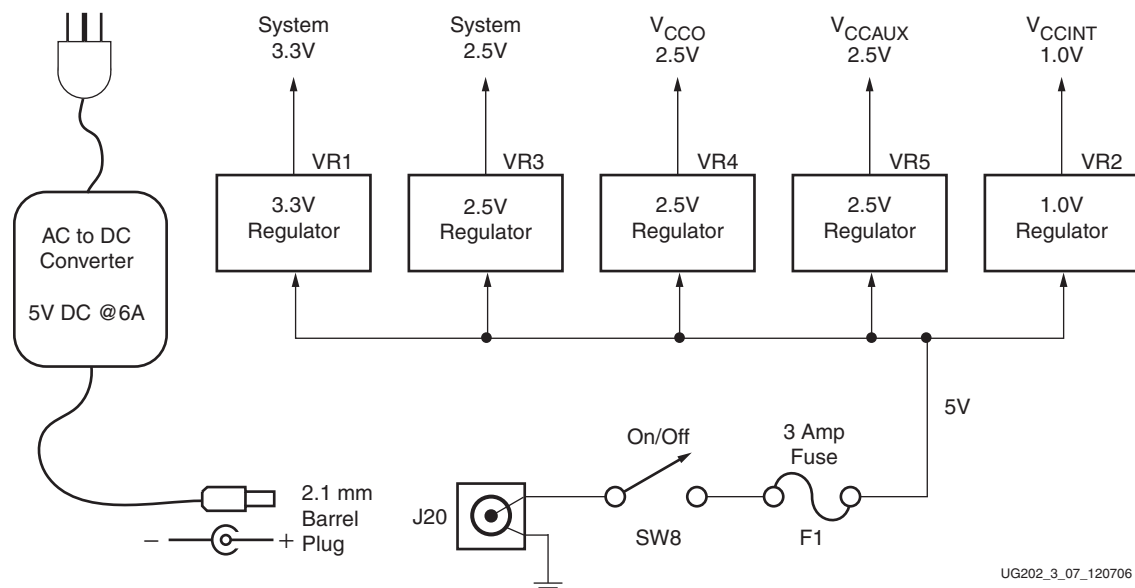 System
3.3V
System
2.5V
VCCO
2.5V
VCCAUX
2.5V
VCCINT
1.0V
VR1
VR3
VR4
VR5
VR2
3.3V
Regulator
2.5V
Regulator
2.5V
Regulator
2.5V
Regulator
1.0V
Regulator
AC to DC
Converter
5V DC @6A
5V
On/Off
3 Amp
Fuse
2.1 mm
Barrel
Plug
− +
J20
SW8
F1
UG202_3_07_120706